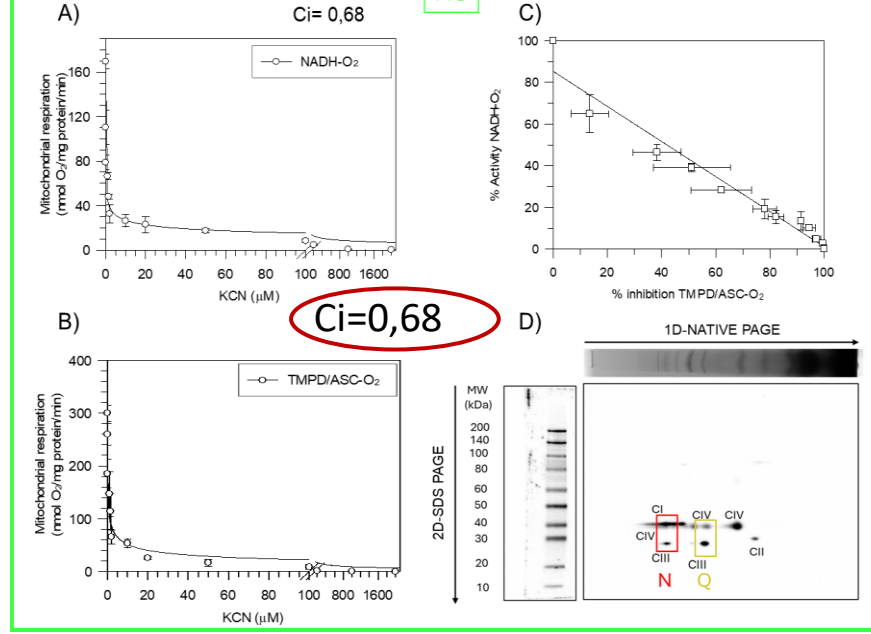 A)
Ci= 0,68
C)
NADH-O₂
Mitochondrial respiration
(nmol O₂/mg protein/min)
160
120
80
40
0
0
20
40
60
80
100
800
1600
KCN (µM)
100
80
60
40
20
0
% Activity NADH-O₂
0
20
40
60
80
100
% inhibition TMPD/ASC-O₂
Ci=0,68
B)
TMPD/ASC-O₂
Mitochondrial respiration
(nmol O₂/mg protein/min)
400
300
200
100
0
0
20
40
60
80
100
800
1600
KCN (µM)
D)
1D-NATIVE PAGE
2D-SDS PAGE
MW
(kDa)
200
140
100
80
60
50
40
30
20
10
CI
CIV
CIV
CIV
CIII
CIII
CII
N
Q